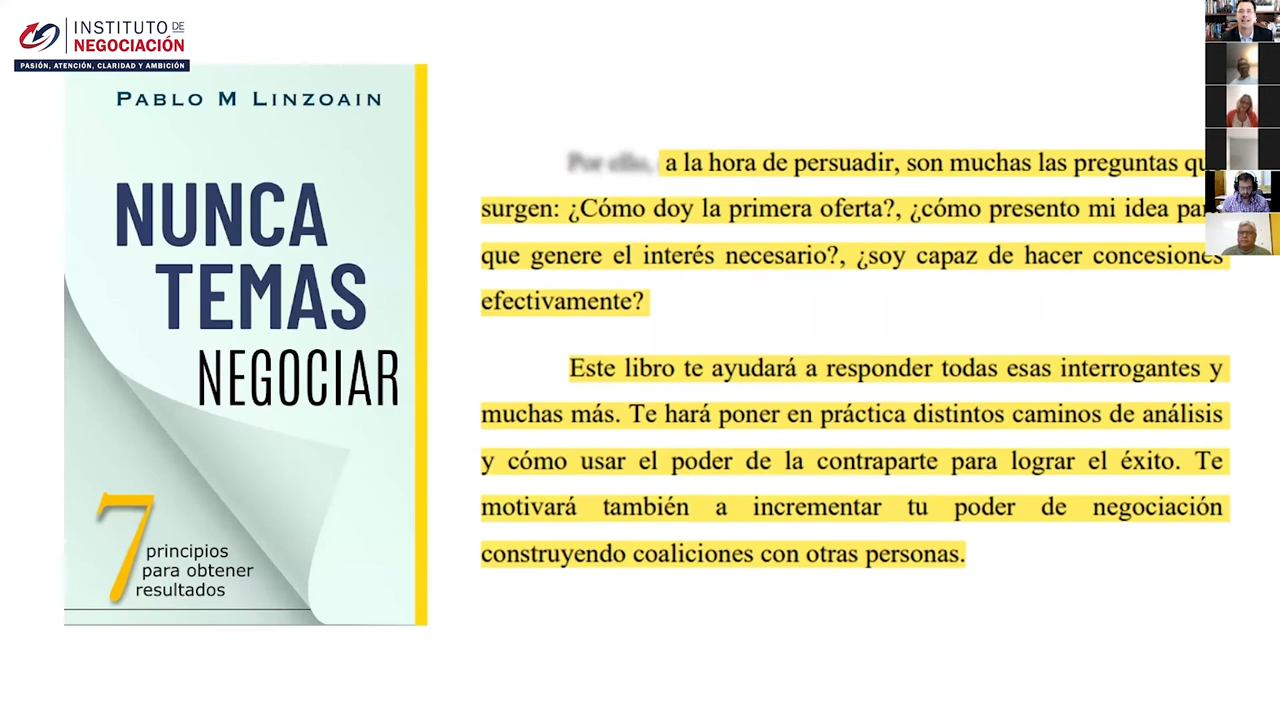 INSTITUTO DE
NEGOCIACIÓN
PASIÓN, ATENCIÓN, CLARIDAD Y AMBICIÓN
PABLO M LINZOAIN
NUNCA
TEMAS
NEGOCIAR
7
principios
para obtener
resultados
a la hora de persuadir, son muchas las preguntas
surgen: ¿Cómo doy la primera oferta?, ¿cómo presento mi idea
que genere el interés necesario?, ¿soy capaz de hacer concesiones
efectivamente?
Este libro te ayudará a responder todas esas interrogantes y
muchas más. Te hará poner en práctica distintos caminos de análisis
y cómo usar el poder de la contraparte para lograr el éxito. Te
motivará también a incrementar tu poder de negociación
construyendo coaliciones con otras personas.